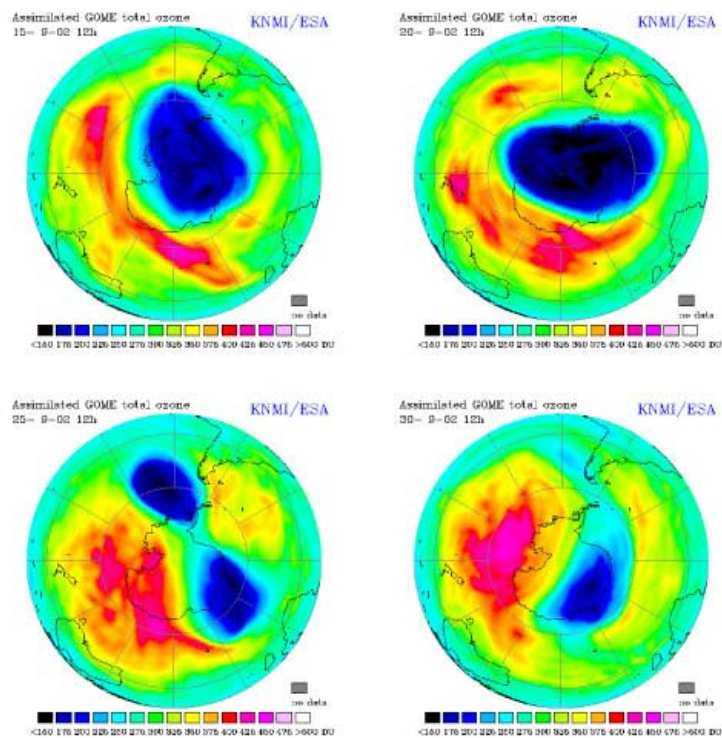 Assimilated GOME total ozone KNMI/ESA
15- 9-02 12h
no data
<150 175 200 225 250 275 300 325 350 375 400 425 450 475 >500 DU
Assimilated GOME total ozone KNMI/ESA
20- 9-02 12h
no data
<150 175 200 225 250 275 300 325 350 375 400 425 450 475 >500 DU
Assimilated GOME total ozone KNMI/ESA
25- 9-02 12h
no data
<150 175 200 225 250 275 300 325 350 375 400 425 450 475 >500 DU
Assimilated GOME total ozone KNMI/ESA
30- 9-02 12h
no data
<150 175 200 225 250 275 300 325 350 375 400 425 450 475 >500 DU